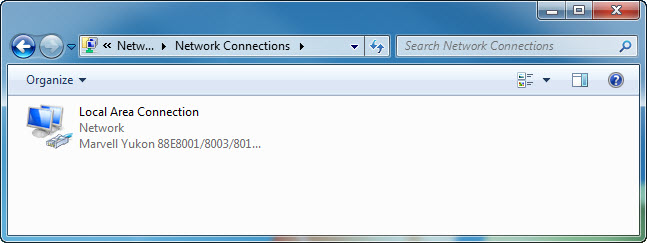 « Netw... Network Connections Search Network Connections
Organize
Local Area Connection
Network
Marvell Yukon 88E8001/8003/801...